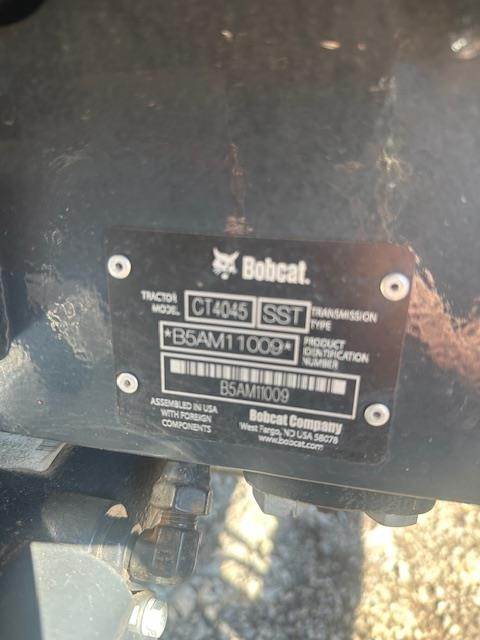 Bobcat.
TRACTOR MODEL CT4045 SST TRANSMISSION TYPE
*B5AM11009* PRODUCT IDENTIFICATION NUMBER
B5AM11009
ASSEMBLED IN USA
WITH FOREIGN
COMPONENTS
Bobcat Company
West Fargo, ND USA 58078
www.bobcat.com